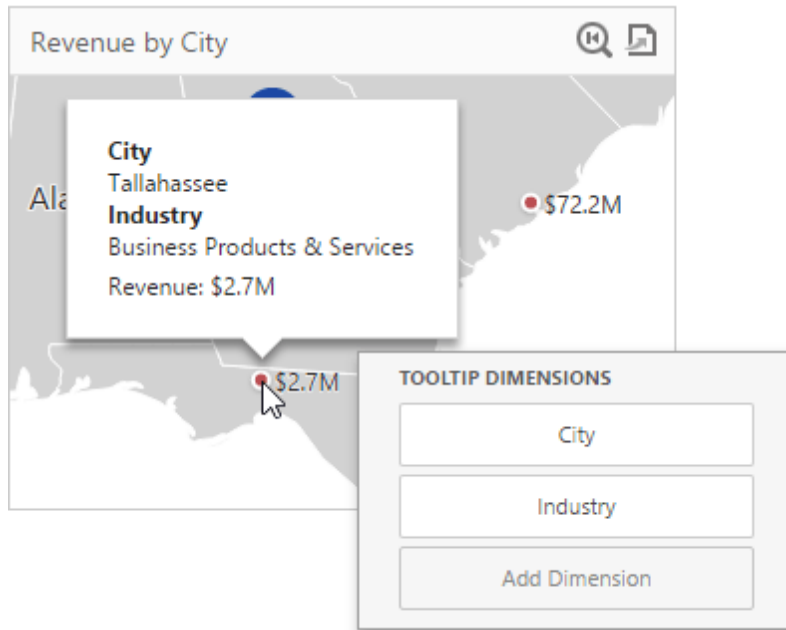 Revenue by City
City
Tallahassee
Industry
Business Products & Services
Revenue: $2.7M
$72.2M
$2.7M
TOOLTIP DIMENSIONS
City
Industry
Add Dimension